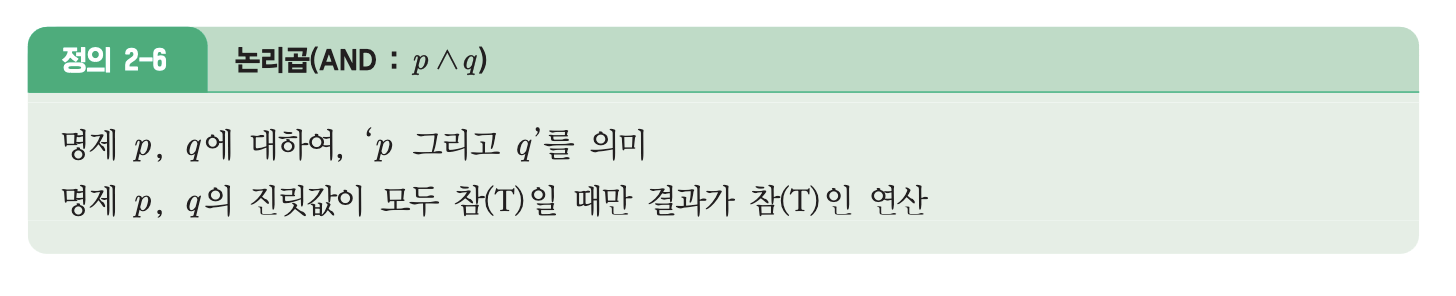 정의 2-6 논리곱(AND : p∧q)
명제 p, q에 대하여, ‘p 그리고 q’를 의미
명제 p, q의 진릿값이 모두 참(T)일 때만 결과가 참(T)인 연산